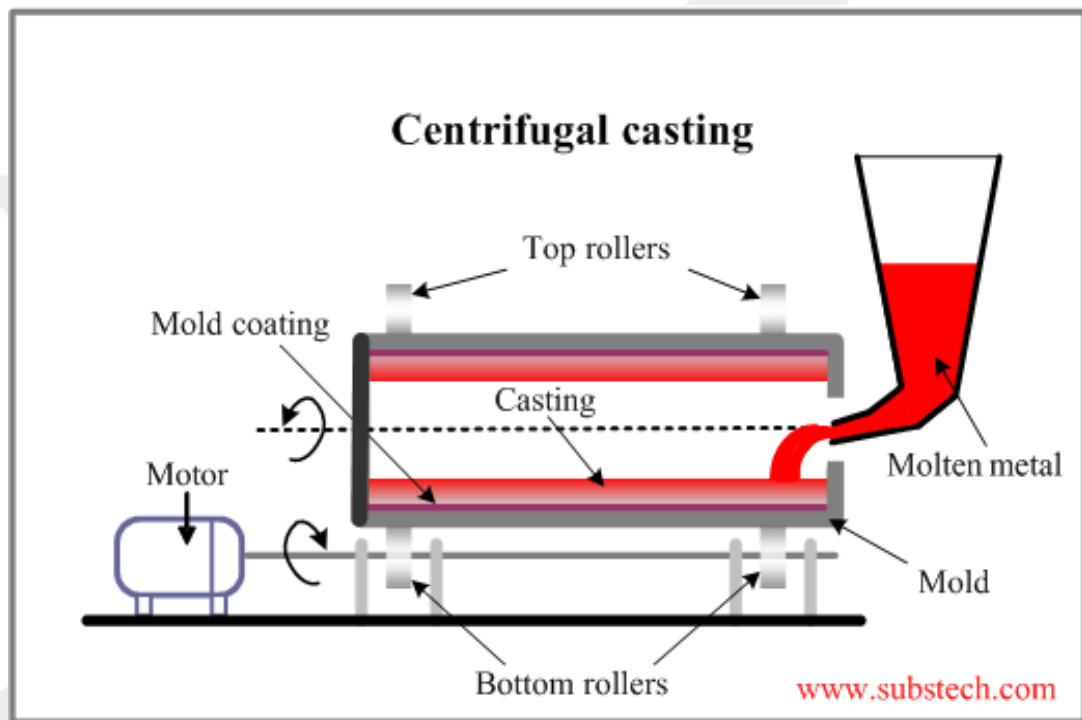 Centrifugal casting
Top rollers
Mold coating
Casting
Molten metal
Motor
Mold
Bottom rollers
www.substech.com